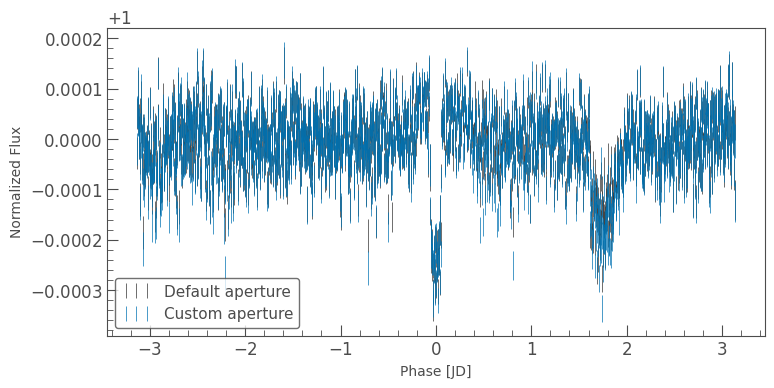 +1
0.0002
0.0001
0.0000
−0.0001
−0.0002
−0.0003
Normalized Flux
Default aperture
Custom aperture
−3 −2 −1 0 1 2 3
Phase [JD]